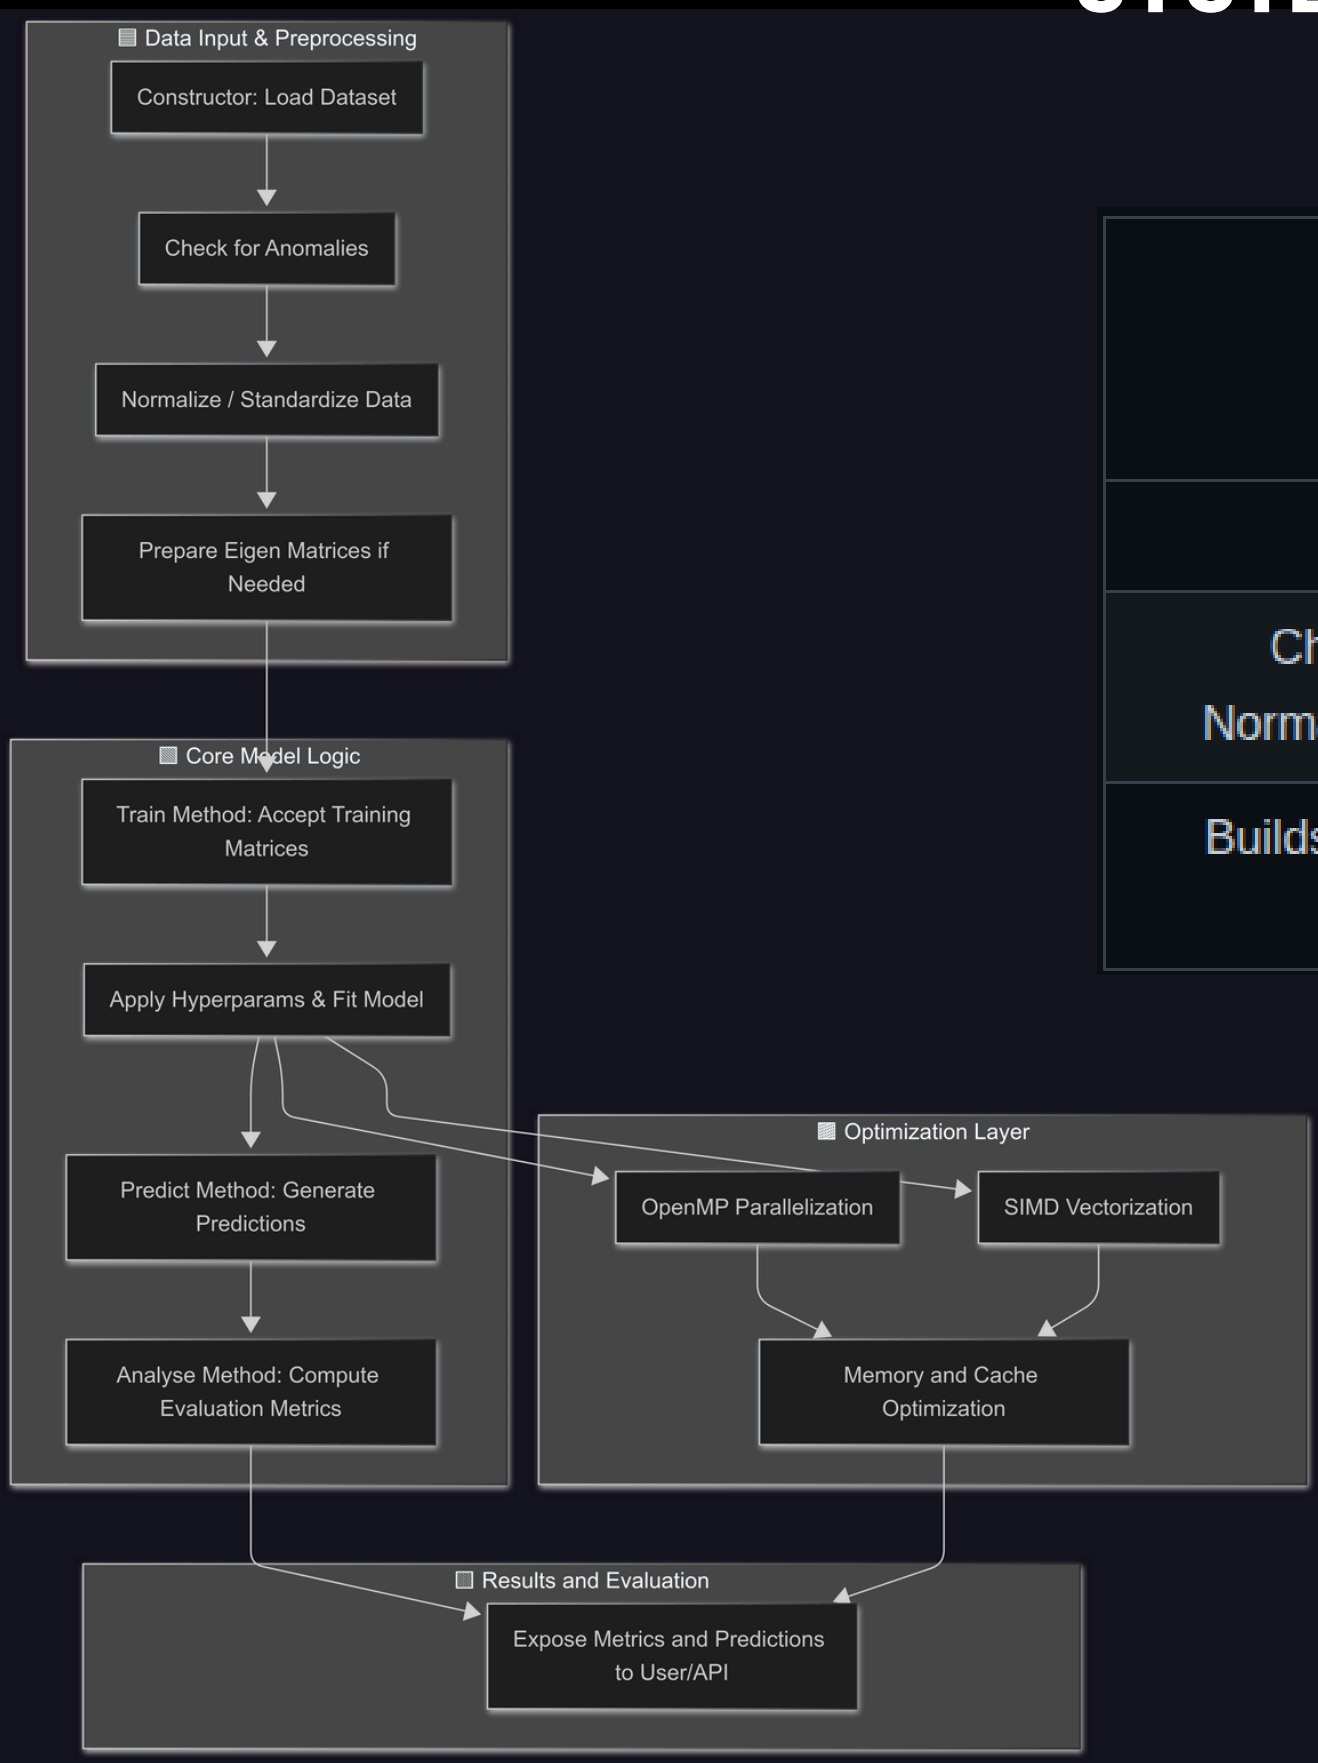 Data Input & Preprocessing
Constructor: Load Dataset
Check for Anomalies
Normalize / Standardize Data
Prepare Eigen Matrices if
Needed
Core Model Logic
Train Method: Accept Training
Matrices
Apply Hyperparams & Fit Model
Predict Method: Generate
Predictions
Analyse Method: Compute
Evaluation Metrics
Optimization Layer
OpenMP Parallelization
SIMD Vectorization
Memory and Cache
Optimization
Results and Evaluation
Expose Metrics and Predictions
to User/API
Builds